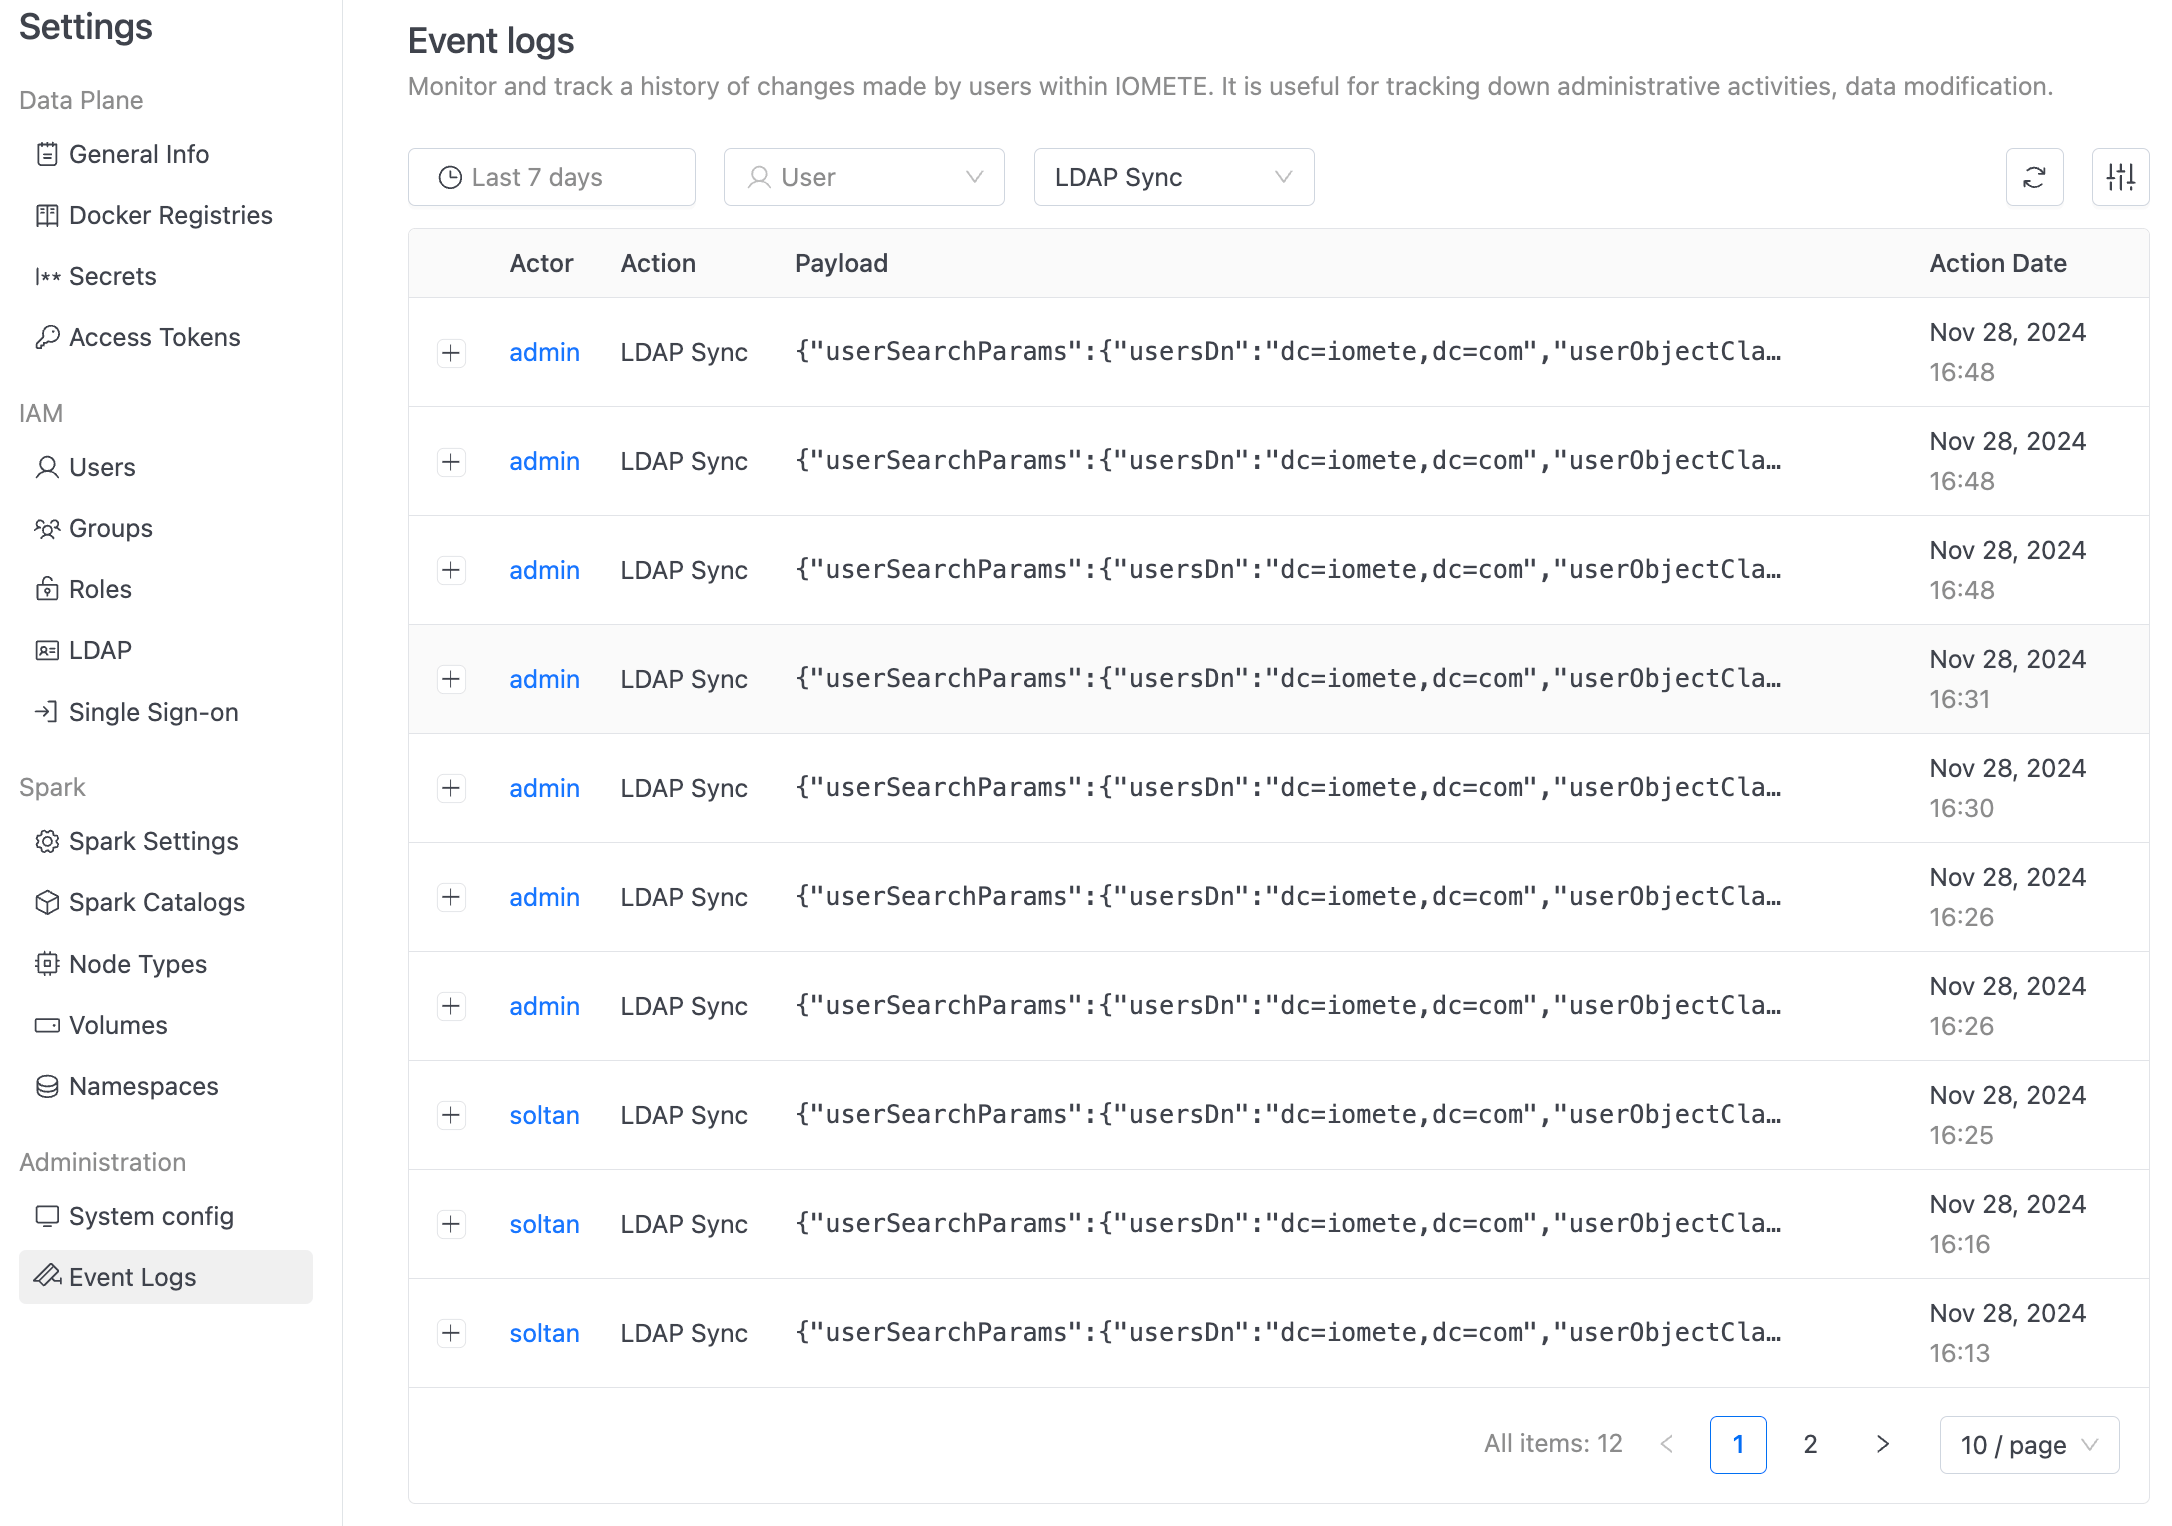 Settings
Data Plane
General Info
Docker Registries
Secrets
Access Tokens
IAM
Users
Groups
Roles
LDAP
Single Sign-on
Spark
Spark Settings
Spark Catalogs
Node Types
Volumes
Namespaces
Administration
System config
Event Logs
Event logs
Monitor and track a history of changes made by users within IOMETE. It is useful for tracking down administrative activities, data modification.
Last 7 days User LDAP Sync
Actor Action Payload Action Date
admin LDAP Sync {"userSearchParams":{"usersDn":"dc=iomete,dc=com","userObjectCla… Nov 28, 2024
16:48
admin LDAP Sync {"userSearchParams":{"usersDn":"dc=iomete,dc=com","userObjectCla… Nov 28, 2024
16:48
admin LDAP Sync {"userSearchParams":{"usersDn":"dc=iomete,dc=com","userObjectCla… Nov 28, 2024
16:48
admin LDAP Sync {"userSearchParams":{"usersDn":"dc=iomete,dc=com","userObjectCla… Nov 28, 2024
16:31
admin LDAP Sync {"userSearchParams":{"usersDn":"dc=iomete,dc=com","userObjectCla… Nov 28, 2024
16:30
admin LDAP Sync {"userSearchParams":{"usersDn":"dc=iomete,dc=com","userObjectCla… Nov 28, 2024
16:26
admin LDAP Sync {"userSearchParams":{"usersDn":"dc=iomete,dc=com","userObjectCla… Nov 28, 2024
16:26
soltan LDAP Sync {"userSearchParams":{"usersDn":"dc=iomete,dc=com","userObjectCla… Nov 28, 2024
16:25
soltan LDAP Sync {"userSearchParams":{"usersDn":"dc=iomete,dc=com","userObjectCla… Nov 28, 2024
16:16
soltan LDAP Sync {"userSearchParams":{"usersDn":"dc=iomete,dc=com","userObjectCla… Nov 28, 2024
16:13
All items: 12 < 1 2 > 10 / page